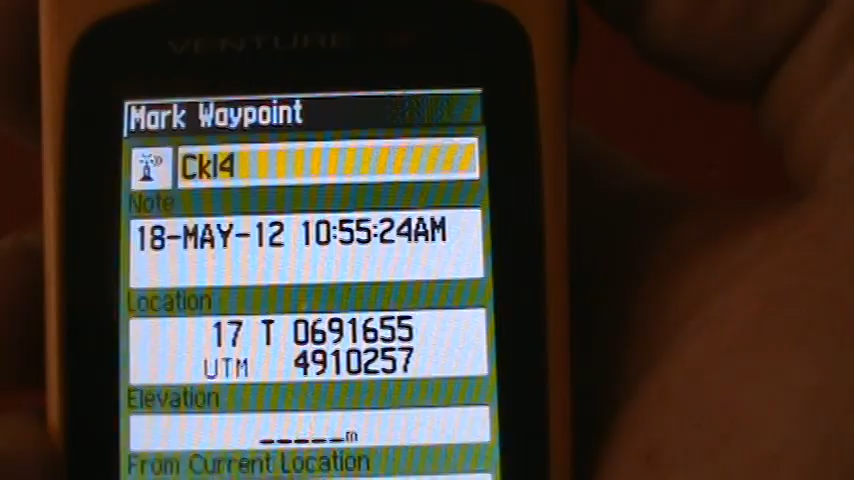 VENTURE
Mark Waypoint
Ckl4
Note
18-MAY-12 10:55:24AM
Location
17 T 0691655
UTM 4910257
Elevation
_____m
From Current Location